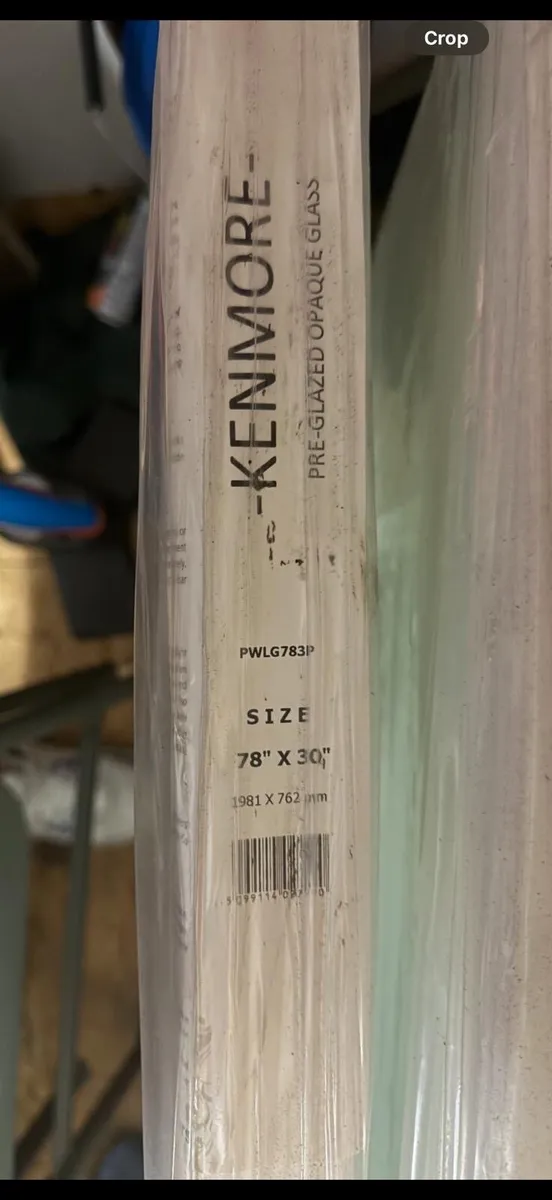 Crop
-KENMORE-
PRE-GLAZED OPAQUE GLASS
PWLG783P
SIZE
78" X 30"
1981 X 762 mm